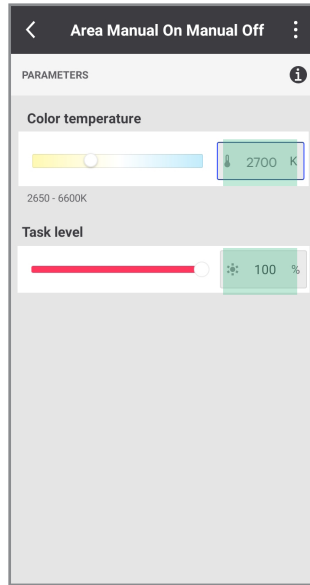 Area Manual On Manual Off
PARAMETERS
Color temperature
2700 K
2650 - 6600K
Task level
100 %